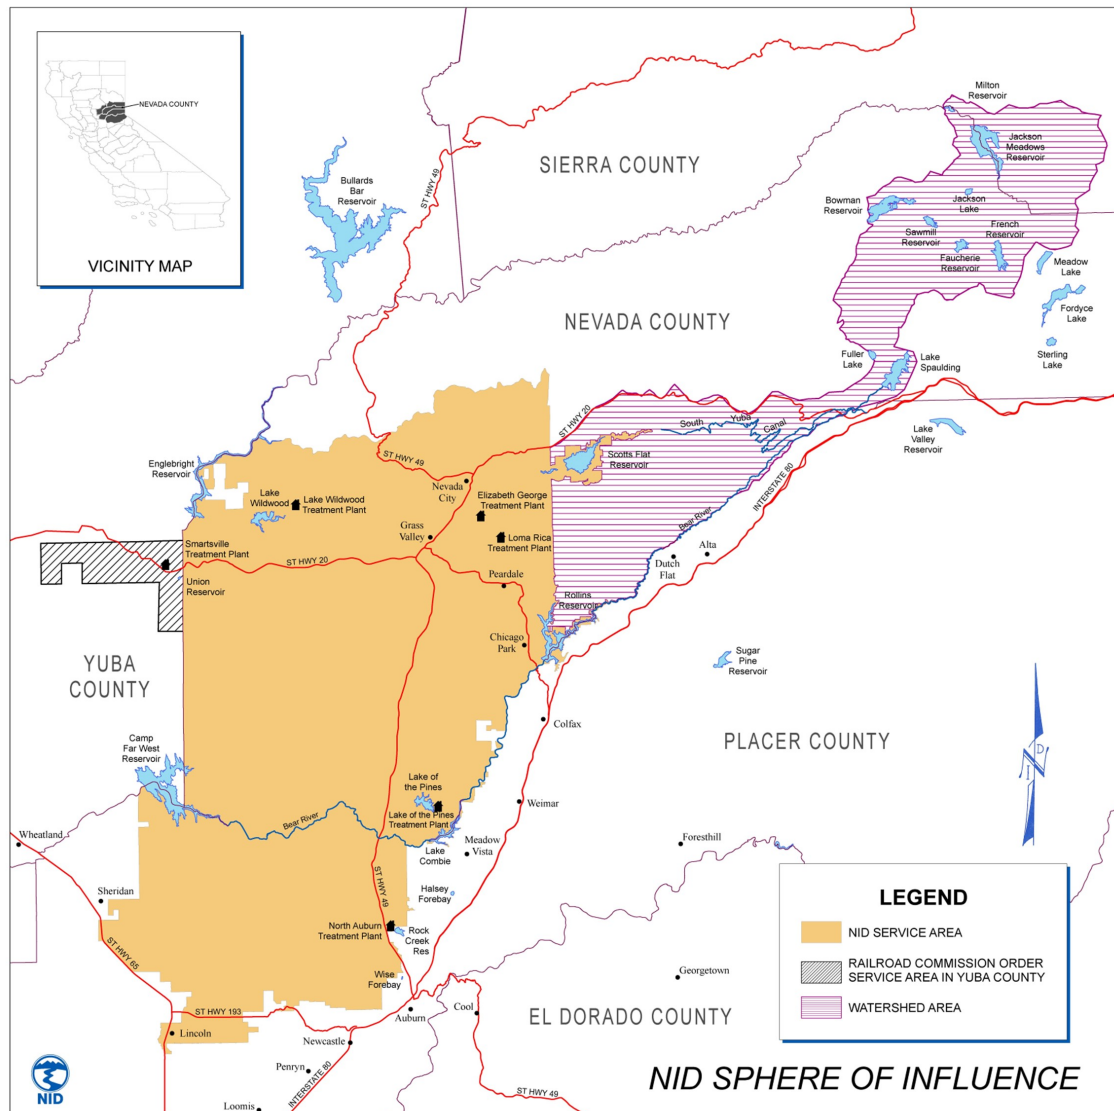 NEVADA COUNTY
VICINITY MAP
Milton
Reservoir
Jackson
Meadows
Reservoir
SIERRA COUNTY
ST HWY 49
Bullards
Bar
Reservoir
Bowman
Reservoir
Jackson
Lake
Sawmill
Reservoir
French
Reservoir
Faucherie
Reservoir
Meadow
Lake
Fordyce
Lake
Sterling
Lake
NEVADA COUNTY
Fuller
Lake
Lake
Spaulding
Lake
Valley
Reservoir
ST HWY 20
South
Yuba
Canal
INTERSTATE 80
Scotts Flat
Reservoir
Bear River
ST HWY 49
Nevada
City
Englebright
Reservoir
Lake
Wildwood
Lake Wildwood
Treatment Plant
Elizabeth George
Treatment Plant
Grass
Valley
Loma Rica
Treatment Plant
Smartsville
Treatment Plant
ST HWY 20
Union
Reservoir
Peardale
Alta
Dutch
Flat
Rollins
Reservoir
Chicago
Park
Sugar
Pine
Reservoir
YUBA
COUNTY
Colfax
PLACER COUNTY
N
I
D
Camp
Far West
Reservoir
Lake of
the Pines
Lake of the Pines
Treatment Plant
Weimar
Bear River
Wheatland
Lake
Combie
Meadow
Vista
Foresthill
ST HWY 49
Halsey
Forebay
Sheridan
North Auburn
Treatment Plant
Rock
Creek
Res
ST HWY 65
Wise
Forebay
Georgetown
ST HWY 193
Auburn
Cool
EL DORADO COUNTY
Lincoln
Newcastle
Penryn
INTERSTATE 80
Loomis
ST HWY 49
LEGEND
NID SERVICE AREA
RAILROAD COMMISSION ORDER
SERVICE AREA IN YUBA COUNTY
WATERSHED AREA
NID
NID SPHERE OF INFLUENCE